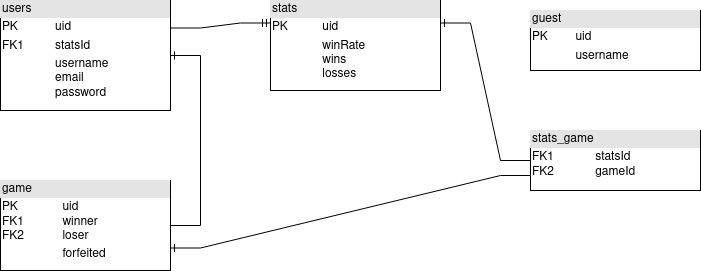 users
PK uid
FK1 statsId
username
email
password
stats
PK uid
winRate
wins
losses
guest
PK uid
username
stats_game
FK1 statsId
FK2 gameId
game
PK uid
FK1 winner
FK2 loser
forfeited